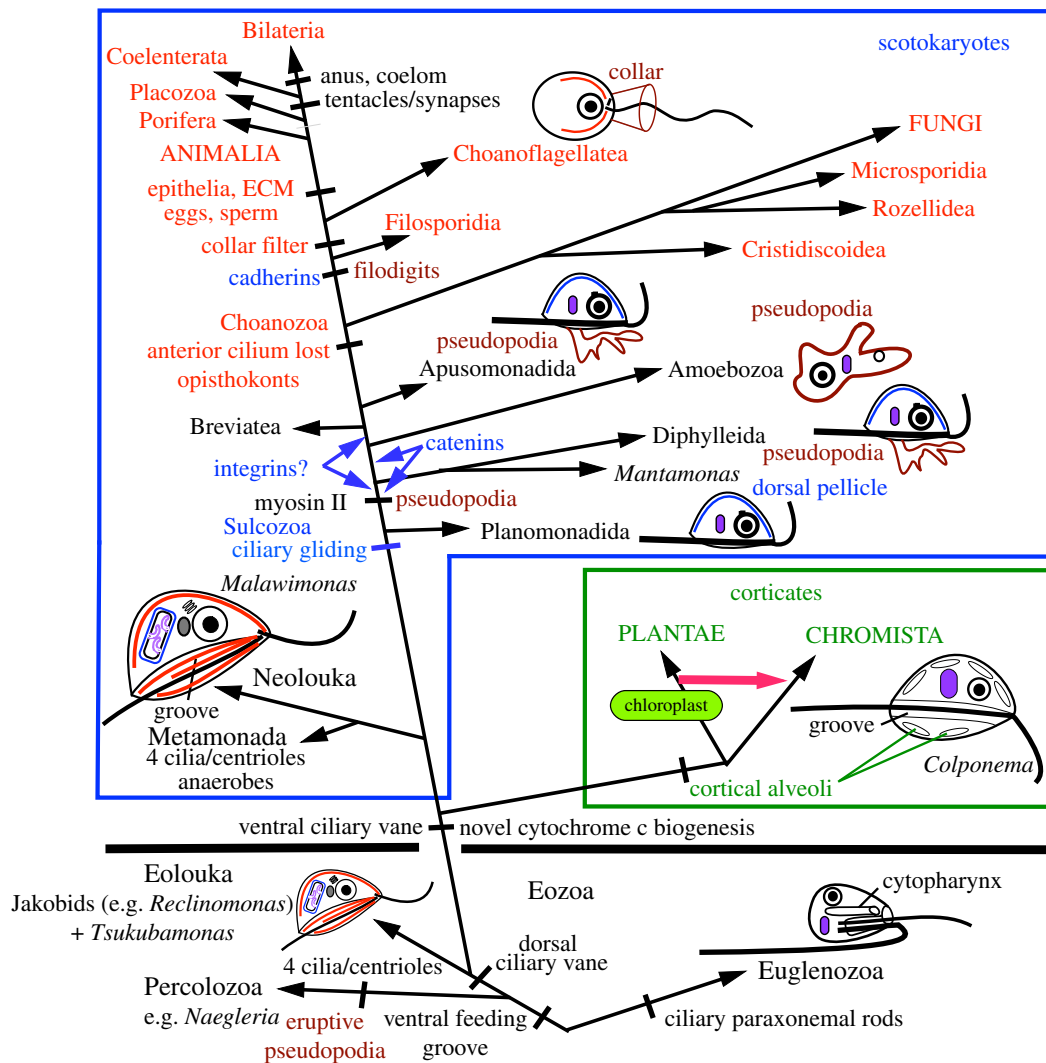 Bilateria
scotokaryotes
Coelenterata
anus, coelom
collar
Placozoa
tentacles/synapses
Porifera
FUNGI
ANIMALIA
Choanoflagellatea
Microsporidia
epithelia, ECM
eggs, sperm
Rozellidea
Filosporidia
collar filter
Cristidiscoidea
cadherins
filodigits
Choanozoa
pseudopodia
anterior cilium lost
pseudopodia
opisthokonts
Apusomonadida
Amoebozoa
Breviatea
catenins
Diphylleida
integrins?
pseudopodia
Mantamonas
dorsal pellicle
myosin II
pseudopodia
Sulcozoa
Planomonadida
ciliary gliding
Malawimonas
corticates
PLANTAE
CHROMISTA
Neolouka
chloroplast
groove
groove
Metamonada
4 cilia/centrioles
anaerobes
Colponema
cortical alveoli
ventral ciliary vane
novel cytochrome c biogenesis
Eolouka
Eozoa
cytopharynx
Jakobids (e.g. Reclinomonas)
+ Tsukubamonas
dorsal
ciliary vane
4 cilia/centrioles
Euglenozoa
Percolozoa
e.g. Naegleria
eruptive
pseudopodia
ventral feeding
groove
ciliary paraxonemal rods